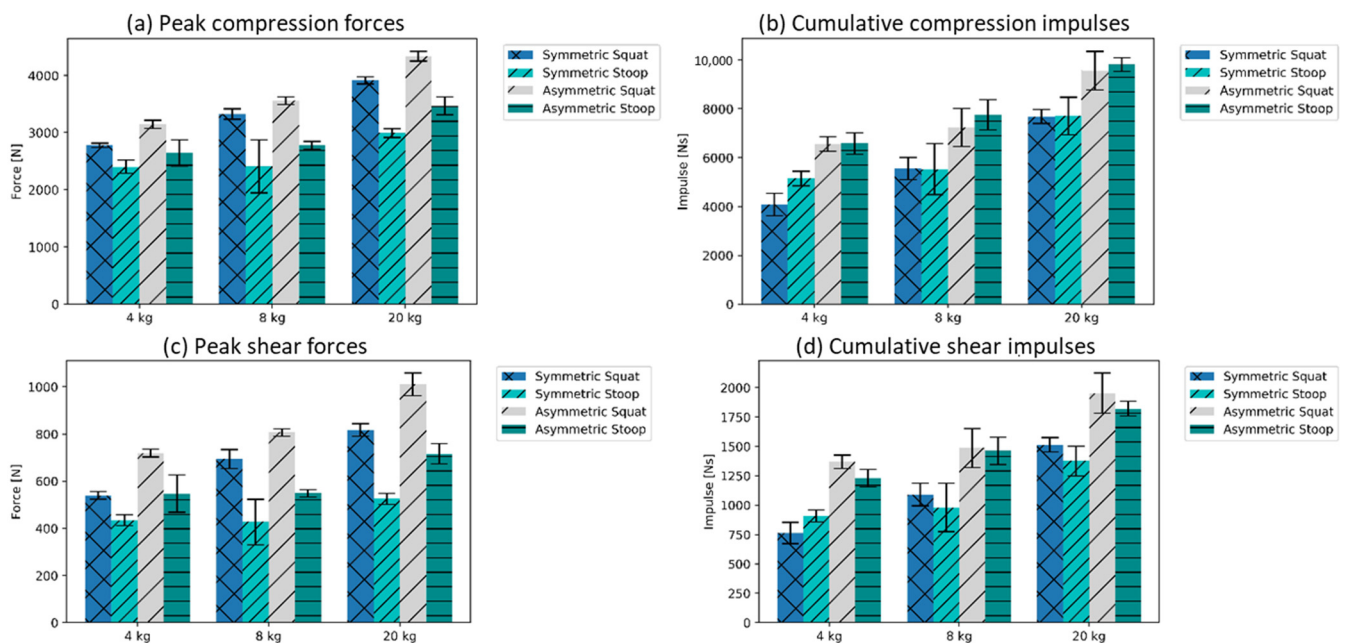 (a) Peak compression forces
Force [N]
4000
3000
2000
1000
0
4 kg
8 kg
20 kg
Symmetric Squat
Symmetric Stoop
Asymmetric Squat
Asymmetric Stoop
(b) Cumulative compression impulses
Impulse [Ns]
10,000
8000
6000
4000
2000
0
4 kg
8 kg
20 kg
Symmetric Squat
Symmetric Stoop
Asymmetric Squat
Asymmetric Stoop
(c) Peak shear forces
Force [N]
1000
800
600
400
200
0
4 kg
8 kg
20 kg
Symmetric Squat
Symmetric Stoop
Asymmetric Squat
Asymmetric Stoop
(d) Cumulative shear impulses
Impulse [Ns]
2000
1750
1500
1250
1000
750
500
250
0
4 kg
8 kg
20 kg
Symmetric Squat
Symmetric Stoop
Asymmetric Squat
Asymmetric Stoop